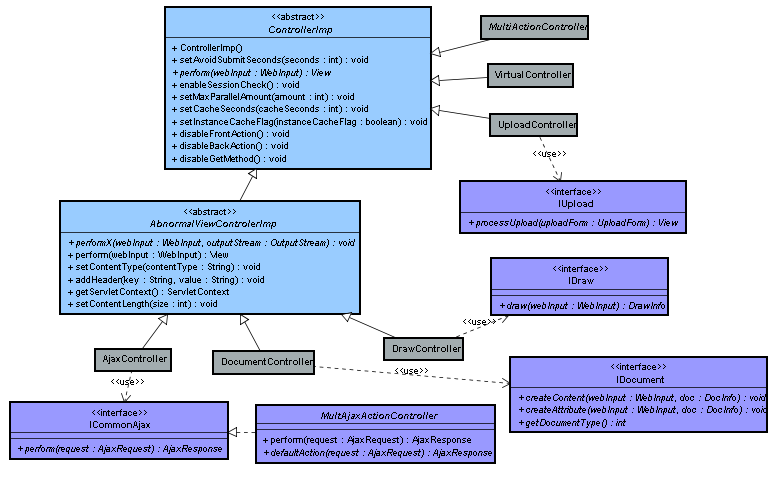 <<abstract>>
ControllerImp
+ ControllerImp()
+ setAvoidSubmitSeconds(seconds : int) : void
+ perform(webInput : WebInput) : View
+ enableSessionCheck() : void
+ setMaxParallelAmount(amount : int) : void
+ setCacheSeconds(cacheSeconds : int) : void
+ setInstanceCacheFlag(instanceCacheFlag : boolean) : void
+ disableFrontAction() : void
+ disableBackAction() : void
+ disableGetMethod() : void
MultiActionController
VirtualController
UploadController
<<use>>
<<interface>>
IUpload
+ processUpload(uploadForm : UploadForm) : View
<<abstract>>
AbnormalViewControlerImp
+ performX(webInput : WebInput, outputStream : OutputStream) : void
+ perform(webInput : WebInput) : View
+ setContentType(contentType : String) : void
+ addHeader(key : String, value : String) : void
+ getServletContext() : ServletContext
+ setContentLength(size : int) : void
<<interface>>
IDraw
+ draw(webInput : WebInput) : DrawInfo
<<use>>
AjaxController
DocumentController
DrawController
<<use>>
<<use>>
<<interface>>
IDocument
+ createContent(webInput : WebInput, doc : DocInfo) : void
+ createAttribute(webInput : WebInput, doc : DocInfo) : void
+ getDocumentType() : int
<<interface>>
ICommonAjax
+ perform(request : AjaxRequest) : AjaxResponse
MultAjaxActionController
+ perform(request : AjaxRequest) : AjaxResponse
+ defaultAction(request : AjaxRequest) : AjaxResponse